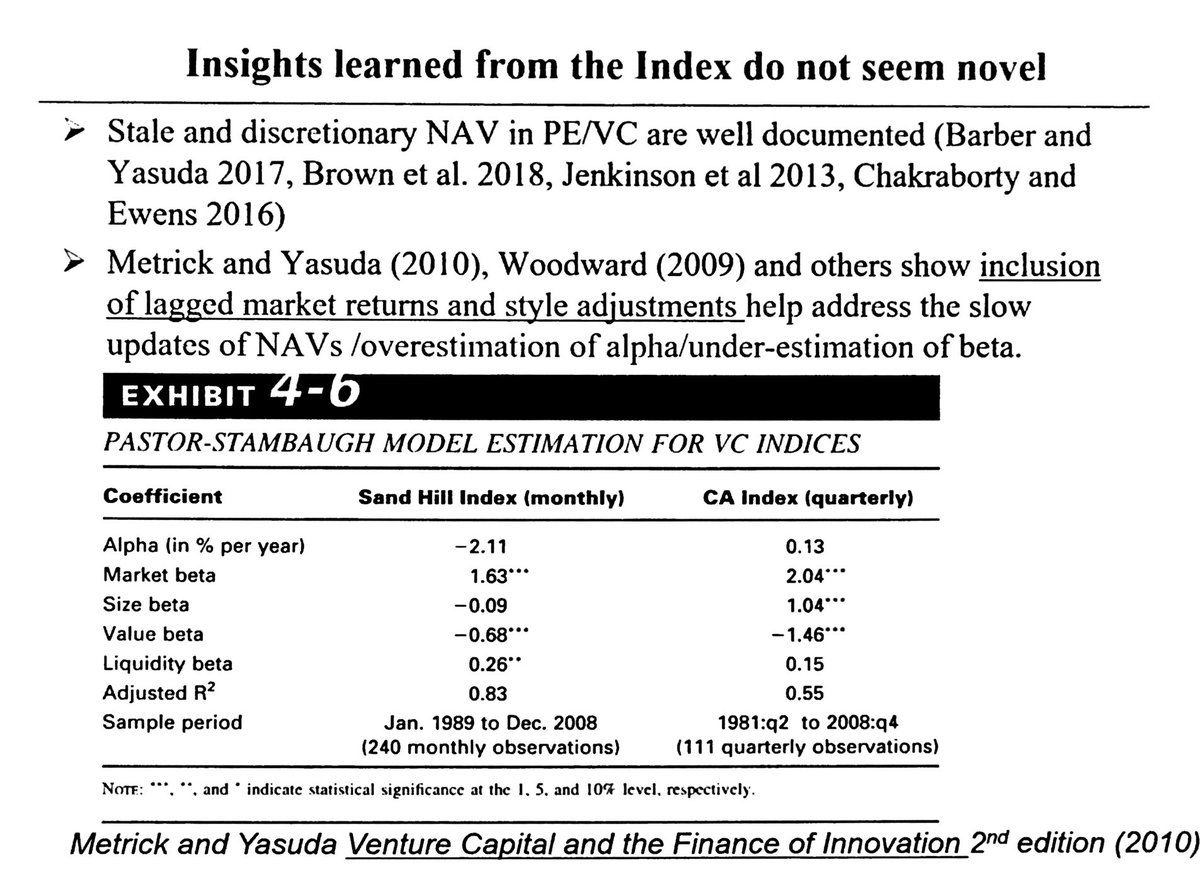 Insights learned from the Index do not seem novel
➢ Stale and discretionary NAV in PE/VC are well documented (Barber and
Yasuda 2017, Brown et al. 2018, Jenkinson et al 2013, Chakraborty and
Ewens 2016)
➢ Metrick and Yasuda (2010), Woodward (2009) and others show inclusion
of lagged market returns and style adjustments help address the slow
updates of NAVs /overestimation of alpha/under-estimation of beta.
EXHIBIT 4-6
PASTOR-STAMBAUGH MODEL ESTIMATION FOR VC INDICES
Coefficient Sand Hill Index (monthly) CA Index (quarterly)
Alpha (in % per year) −2.11 0.13
Market beta 1.63*** 2.04***
Size beta −0.09 1.04***
Value beta −0.68*** −1.46***
Liquidity beta 0.26** 0.15
Adjusted R² 0.83 0.55
Sample period Jan. 1989 to Dec. 2008 1981:q2 to 2008:q4
(240 monthly observations) (111 quarterly observations)
NOTE: ***, **, and * indicate statistical significance at the 1, 5, and 10% level, respectively.
Metrick and Yasuda Venture Capital and the Finance of Innovation 2nd edition (2010)